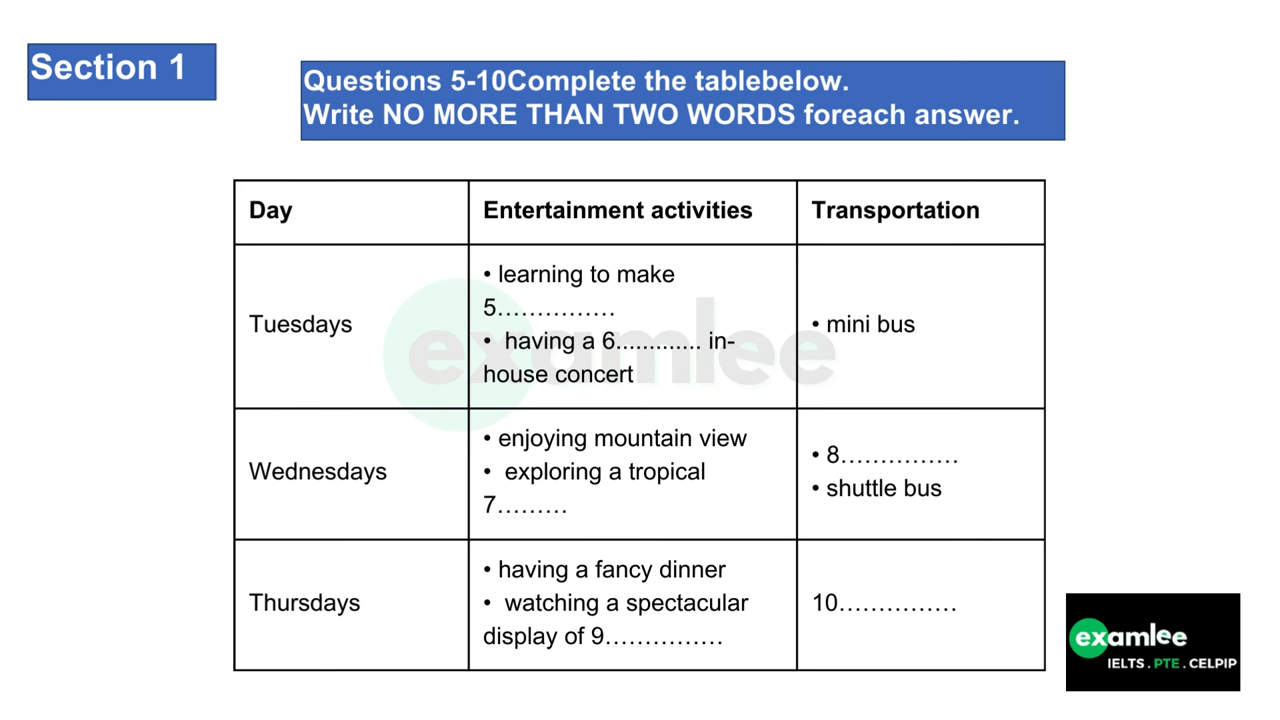 Section 1
Questions 5-10Complete the tablebelow.
Write NO MORE THAN TWO WORDS foreach answer.
Day
Entertainment activities
Transportation
Tuesdays
• learning to make
5……………
• having a 6............. in-
house concert
• mini bus
Wednesdays
• enjoying mountain view
• exploring a tropical
7………
• 8……………
• shuttle bus
Thursdays
• having a fancy dinner
• watching a spectacular
display of 9……………
10……………
examlee
examlee
IELTS . PTE . CELPIP